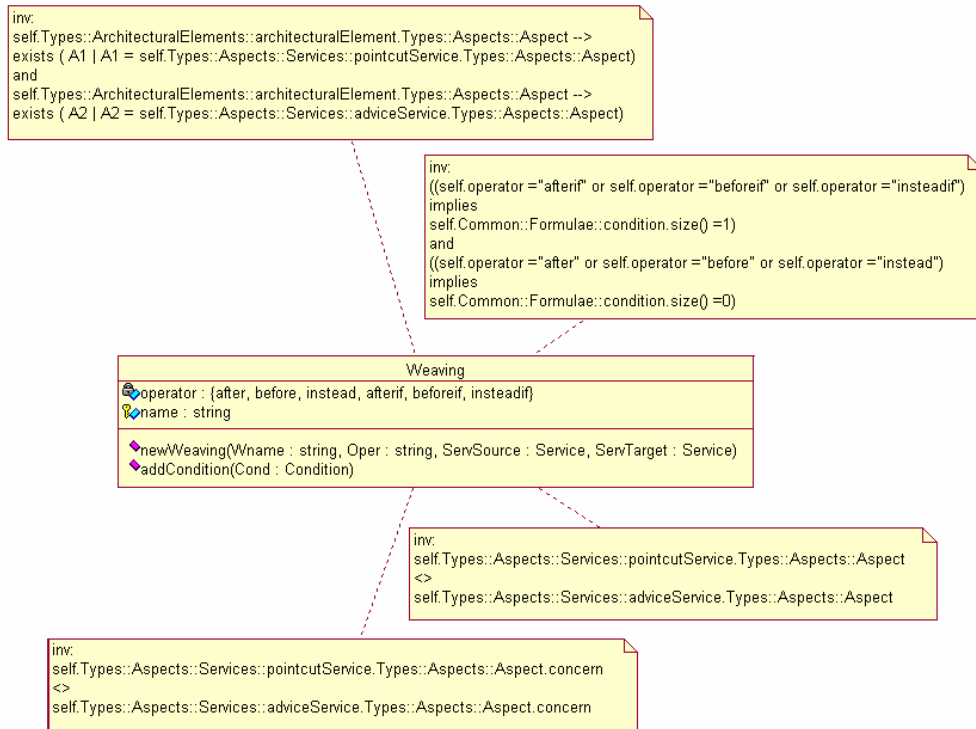 inv:
self.Types::ArchitecturalElements::architecturalElement.Types::Aspects::Aspect -->
exists ( A1 | A1 = self.Types::Aspects::Services::pointcutService.Types::Aspects::Aspect)
and
self.Types::ArchitecturalElements::architecturalElement.Types::Aspects::Aspect -->
exists ( A2 | A2 = self.Types::Aspects::Services::adviceService.Types::Aspects::Aspect)
inv:
((self.operator ="afterif" or self.operator ="beforeif" or self.operator ="insteadif")
implies
self.Common::Formulae::condition.size() =1)
and
((self.operator ="after" or self.operator ="before" or self.operator ="instead")
implies
self.Common::Formulae::condition.size() =0)
Weaving
operator : {after, before, instead, afterif, beforeif, insteadif}
name : string
newWeaving(Wname : string, Oper : string, ServSource : Service, ServTarget : Service)
addCondition(Cond : Condition)
inv:
self.Types::Aspects::Services::pointcutService.Types::Aspects::Aspect
<>
self.Types::Aspects::Services::adviceService.Types::Aspects::Aspect
inv:
self.Types::Aspects::Services::pointcutService.Types::Aspects::Aspect.concern
<>
self.Types::Aspects::Services::adviceService.Types::Aspects::Aspect.concern